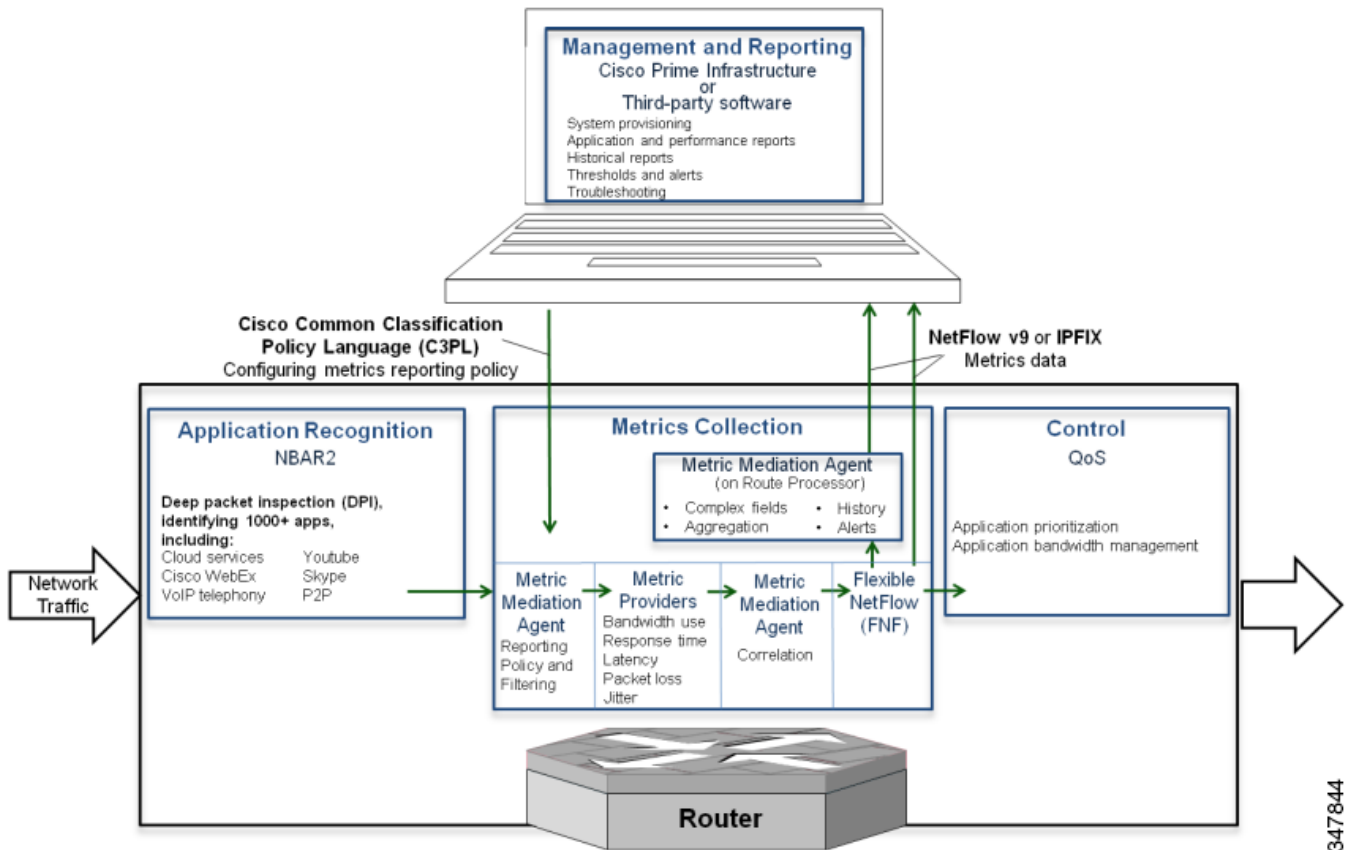 Management and Reporting
Cisco Prime Infrastructure
or
Third-party software
System provisioning
Application and performance reports
Historical reports
Thresholds and alerts
Troubleshooting
Cisco Common Classification
Policy Language (C3PL)
Configuring metrics reporting policy
NetFlow v9 or IPFIX
Metrics data
Network
Traffic
Application Recognition
NBAR2
Deep packet inspection (DPI),
identifying 1000+ apps,
including:
Cloud services Youtube
Cisco WebEx Skype
VoIP telephony P2P
Metrics Collection
Metric Mediation Agent
(on Route Processor)
• Complex fields • History
• Aggregation • Alerts
Metric
Mediation
Agent
Reporting
Policy and
Filtering
Metric
Providers
Bandwidth use
Response time
Latency
Packet loss
Jitter
Metric
Mediation
Agent
Correlation
Flexible
NetFlow
(FNF)
Control
QoS
Application prioritization
Application bandwidth management
Router
347844